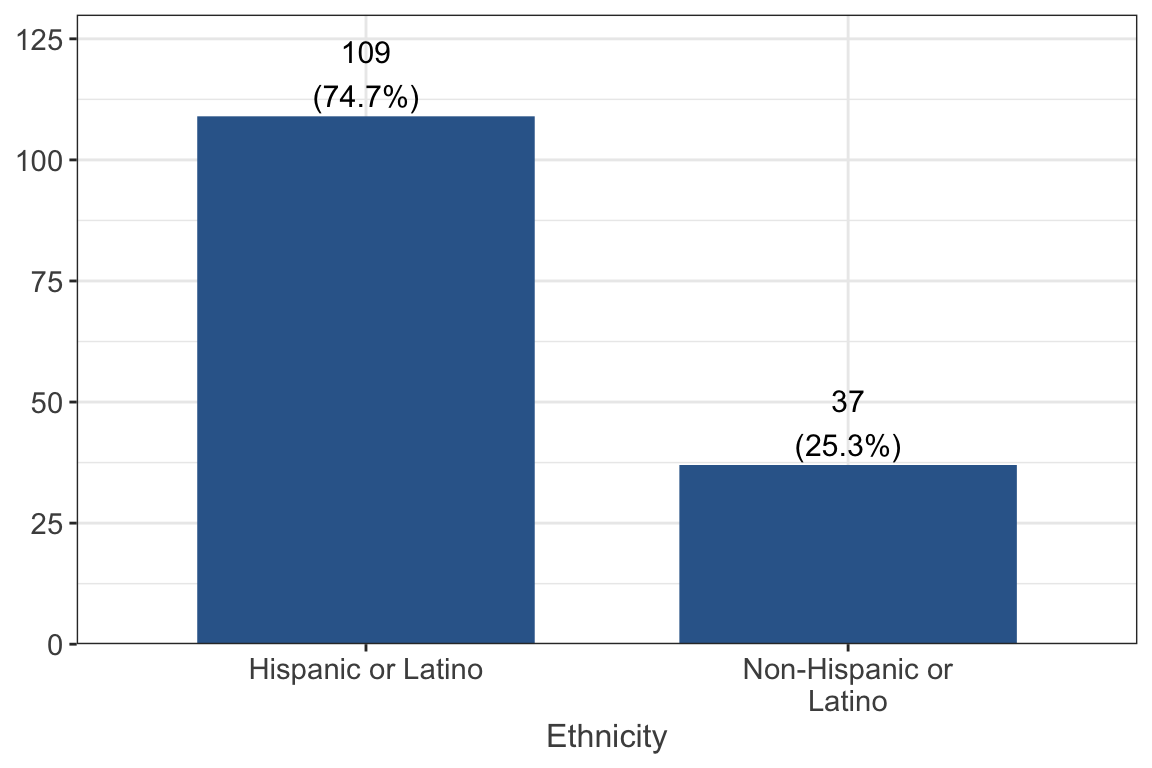 125
100
75
50
25
0
109
(74.7%)
37
(25.3%)
Hispanic or Latino
Non-Hispanic or
Latino
Ethnicity